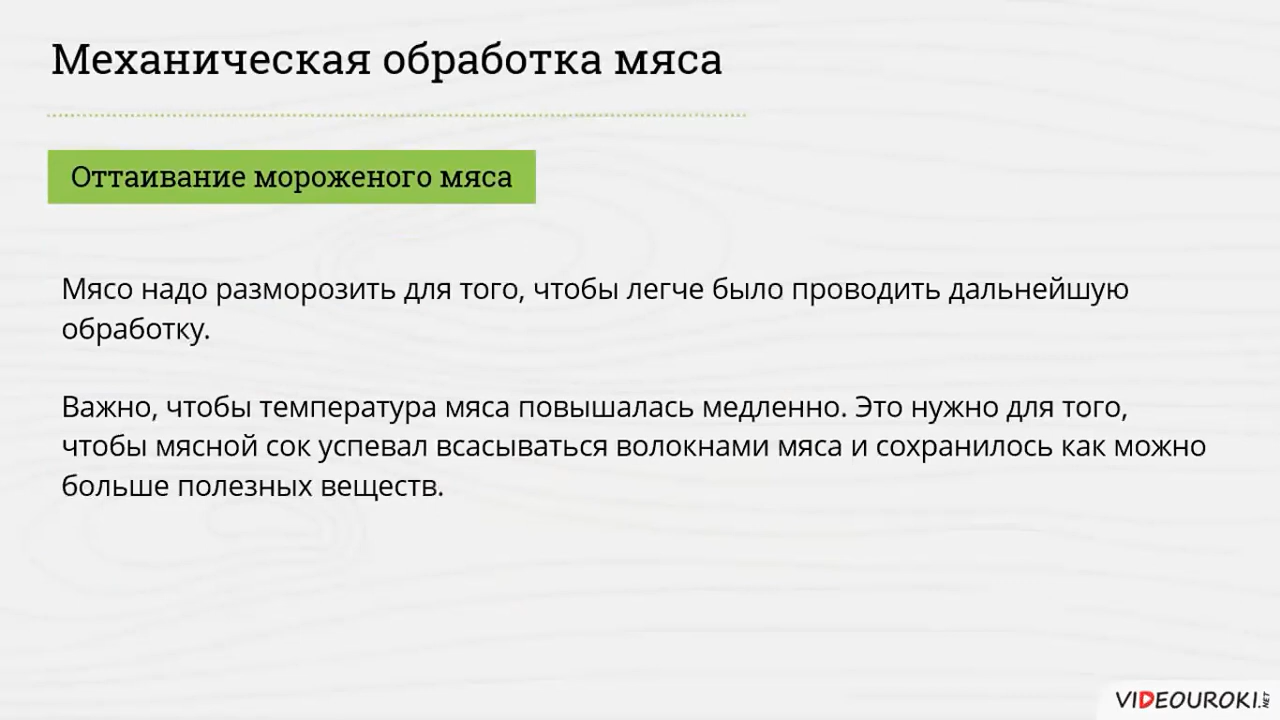 Механическая обработка мяса
Оттаивание мороженого мяса
Мясо надо разморозить для того, чтобы легче было проводить дальнейшую
обработку.
Важно, чтобы температура мяса повышалась медленно. Это нужно для того,
чтобы мясной сок успевал всасываться волокнами мяса и сохранилось как можно
больше полезных веществ.
VIDEOUROKI.NET